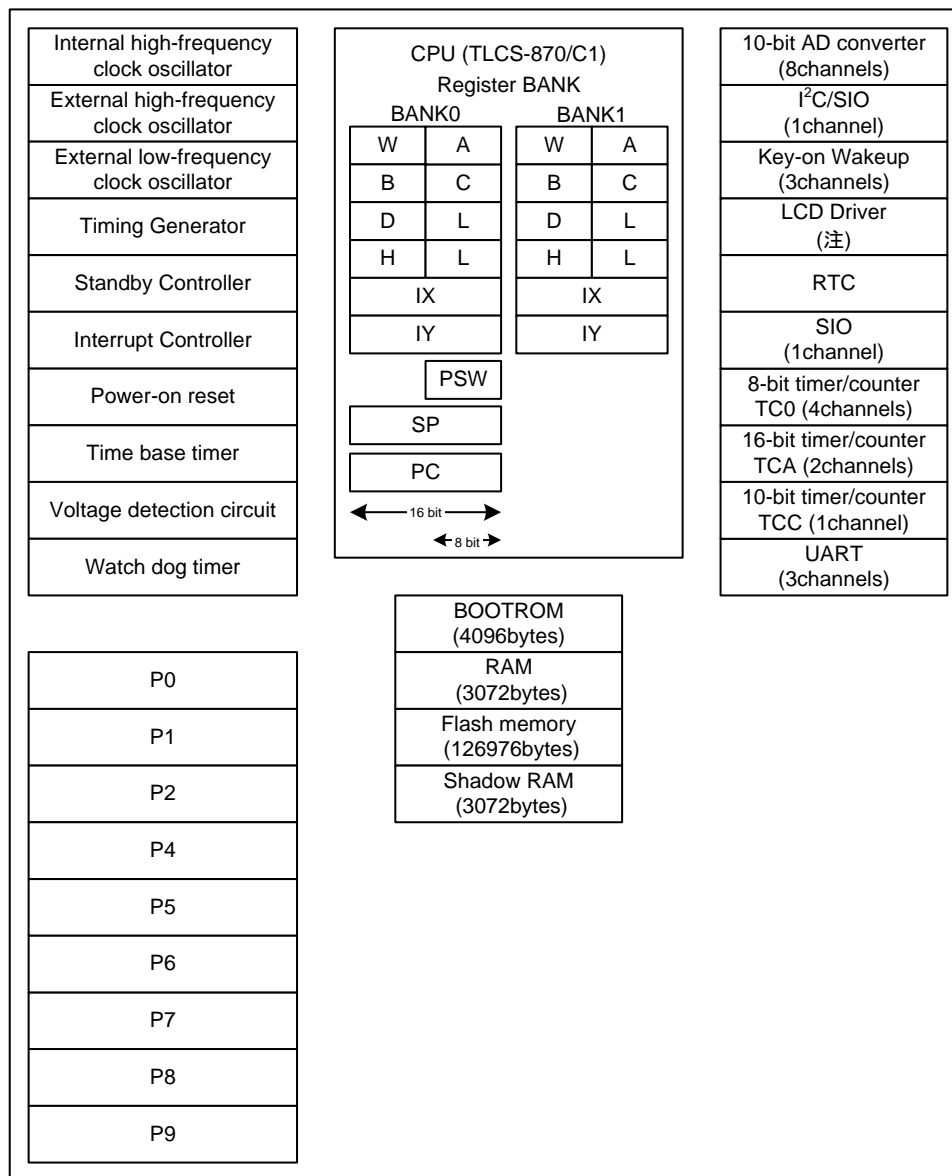 Internal high-frequency
clock oscillator
External high-frequency
clock oscillator
External low-frequency
clock oscillator
Timing Generator
Standby Controller
Interrupt Controller
Power-on reset
Time base timer
Voltage detection circuit
Watch dog timer
P0
P1
P2
P4
P5
P6
P7
P8
P9
CPU (TLCS-870/C1)
Register BANK
BANK0
W A
B C
D L
H L
IX
IY
PSW
SP
PC
16 bit
8 bit
BANK1
W A
B C
D L
H L
IX
IY
BOOTROM
(4096bytes)
RAM
(3072bytes)
Flash memory
(126976bytes)
Shadow RAM
(3072bytes)
10-bit AD converter
(8channels)
I²C/SIO
(1channel)
Key-on Wakeup
(3channels)
LCD Driver
(注)
RTC
SIO
(1channel)
8-bit timer/counter
TC0 (4channels)
16-bit timer/counter
TCA (2channels)
10-bit timer/counter
TCC (1channel)
UART
(3channels)